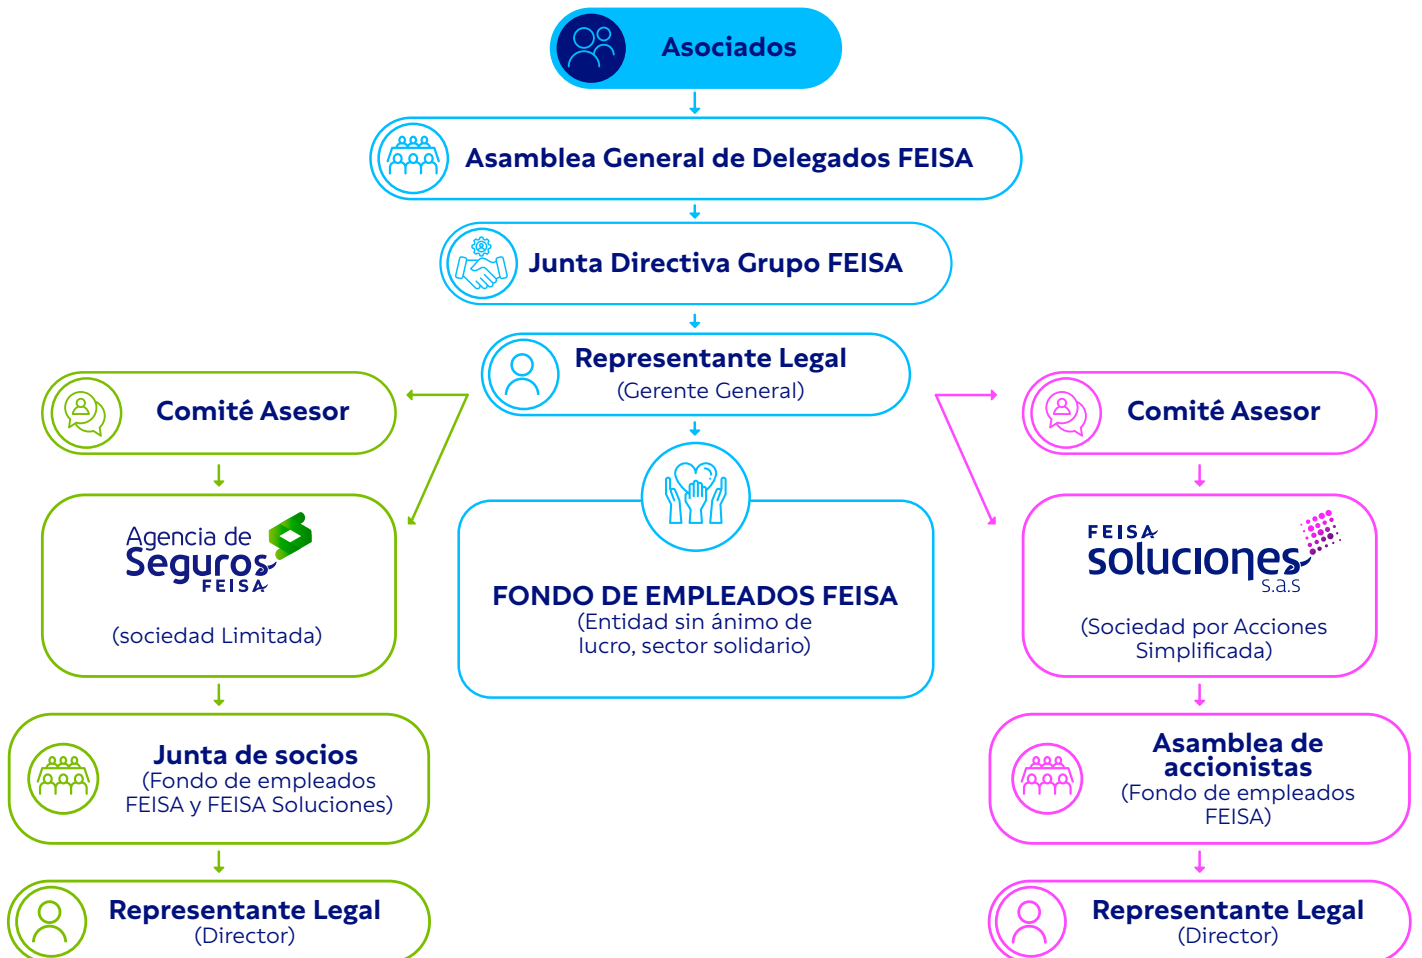 Asociados
Asamblea General de Delegados FEISA
Junta Directiva Grupo FEISA
Representante Legal
(Gerente General)
Comité Asesor
Agencia de
Seguros
FEISA
(sociedad Limitada)
Junta de socios
(Fondo de empleados
FEISA y FEISA Soluciones)
Representante Legal
(Director)
FONDO DE EMPLEADOS FEISA
(Entidad sin ánimo de
lucro, sector solidario)
Comité Asesor
FEISA
soluciones
s.a.s
(Sociedad por Acciones
Simplificada)
Asamblea de
accionistas
(Fondo de empleados
FEISA)
Representante Legal
(Director)